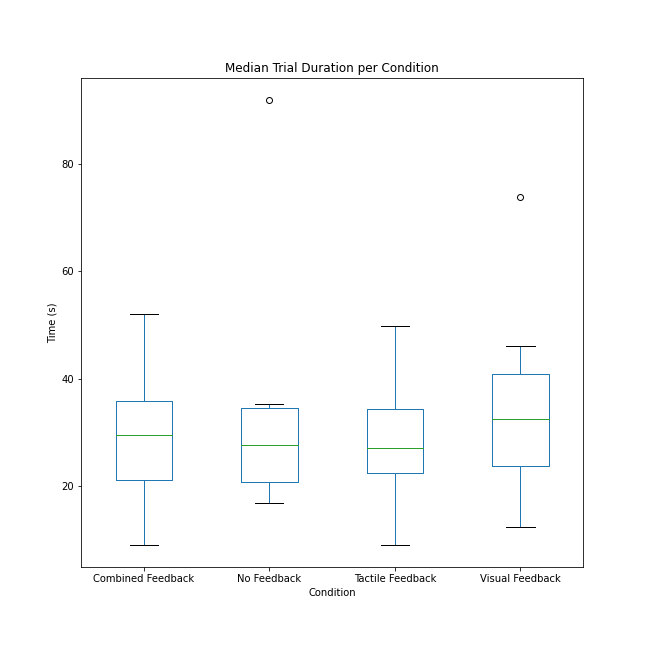 Median Trial Duration per Condition
80
60
40
20
Time (s)
Combined Feedback
No Feedback
Tactile Feedback
Visual Feedback
Condition